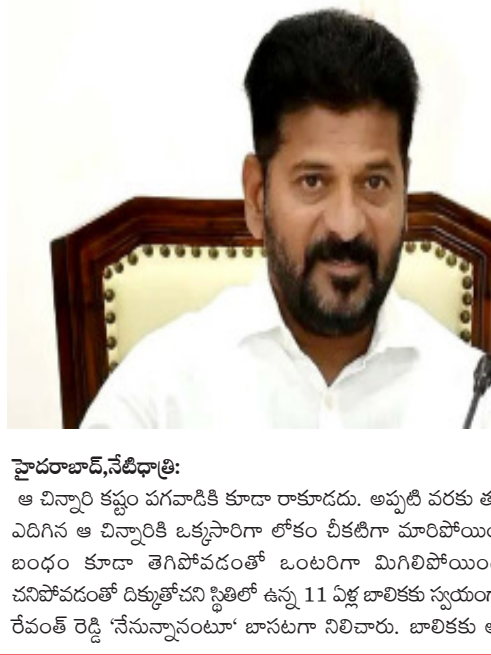 హైదరాబాద్,నేటిధాత్రి:
ఆ చిన్నారి కష్టం పగవాడికి కూడా రాకూడదు. అప్పటి వరకు
ఎదిగిన ఆ చిన్నారికి ఒక్కసారిగా లోకం చీకటిగా
బంధం కూడా తెగిపోవడంతో ఒంటరిగా
చనిపోవడంతో దిక్కుతోచని స్థితిలో ఉన్న 11 ఏళ్ల బాలికకు
రేవంత్ రెడ్డి ‘నేనున్నానంటూ‘ బాసటగా నిలిచారు. బాలికకు